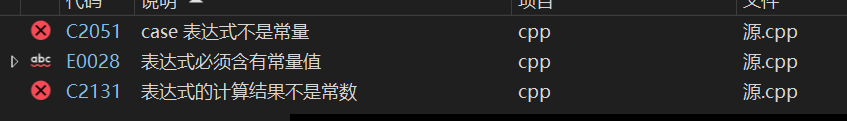 代码 说明 项目 文件
C2051 case 表达式不是常量 cpp 源.cpp
abc E0028 表达式必须含有常量值 cpp 源.cpp
C2131 表达式的计算结果不是常数 cpp 源.cpp